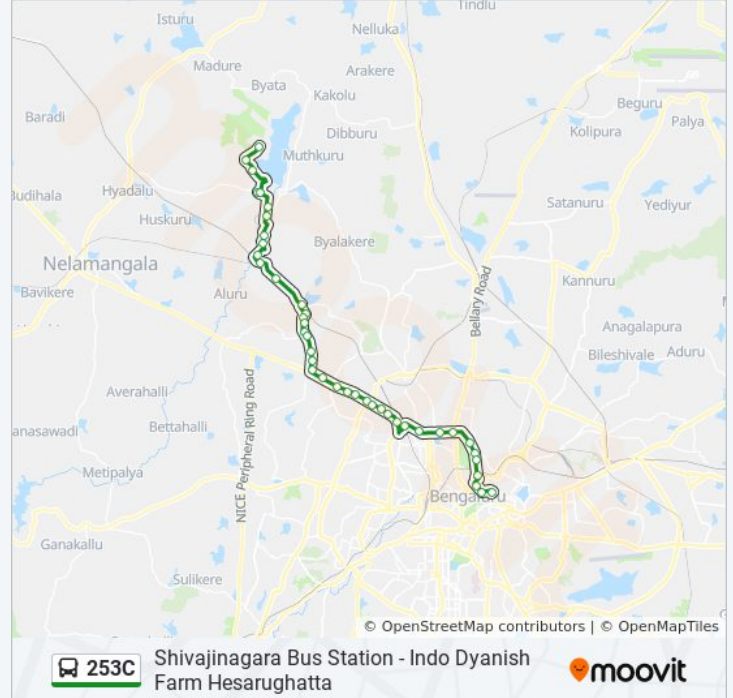 Tindlu
Isturu
Nelluka
Madure
Arakere
Byata
Kakolu
Beguru
Palya
Baradi
Dibburu
Kolipura
Muthkuru
Budihala
Hyadalu
Satanuru
Yediyur
Huskuru
Byalakere
Nelamangala
Kannuru
Bavikere
Aluru
Bellary Road
Anagalapura
Bileshivale
Aduru
Averahalli
NICE Peripheral Ring Road
anasawadi
Bettahalli
Metipalya
Bengaluru
Ganakallu
Sulikere
© OpenStreetMap contributors | © OpenMapTiles
253C
Shivajinagara Bus Station - Indo Dyanish
Farm Hesarughatta
moovit